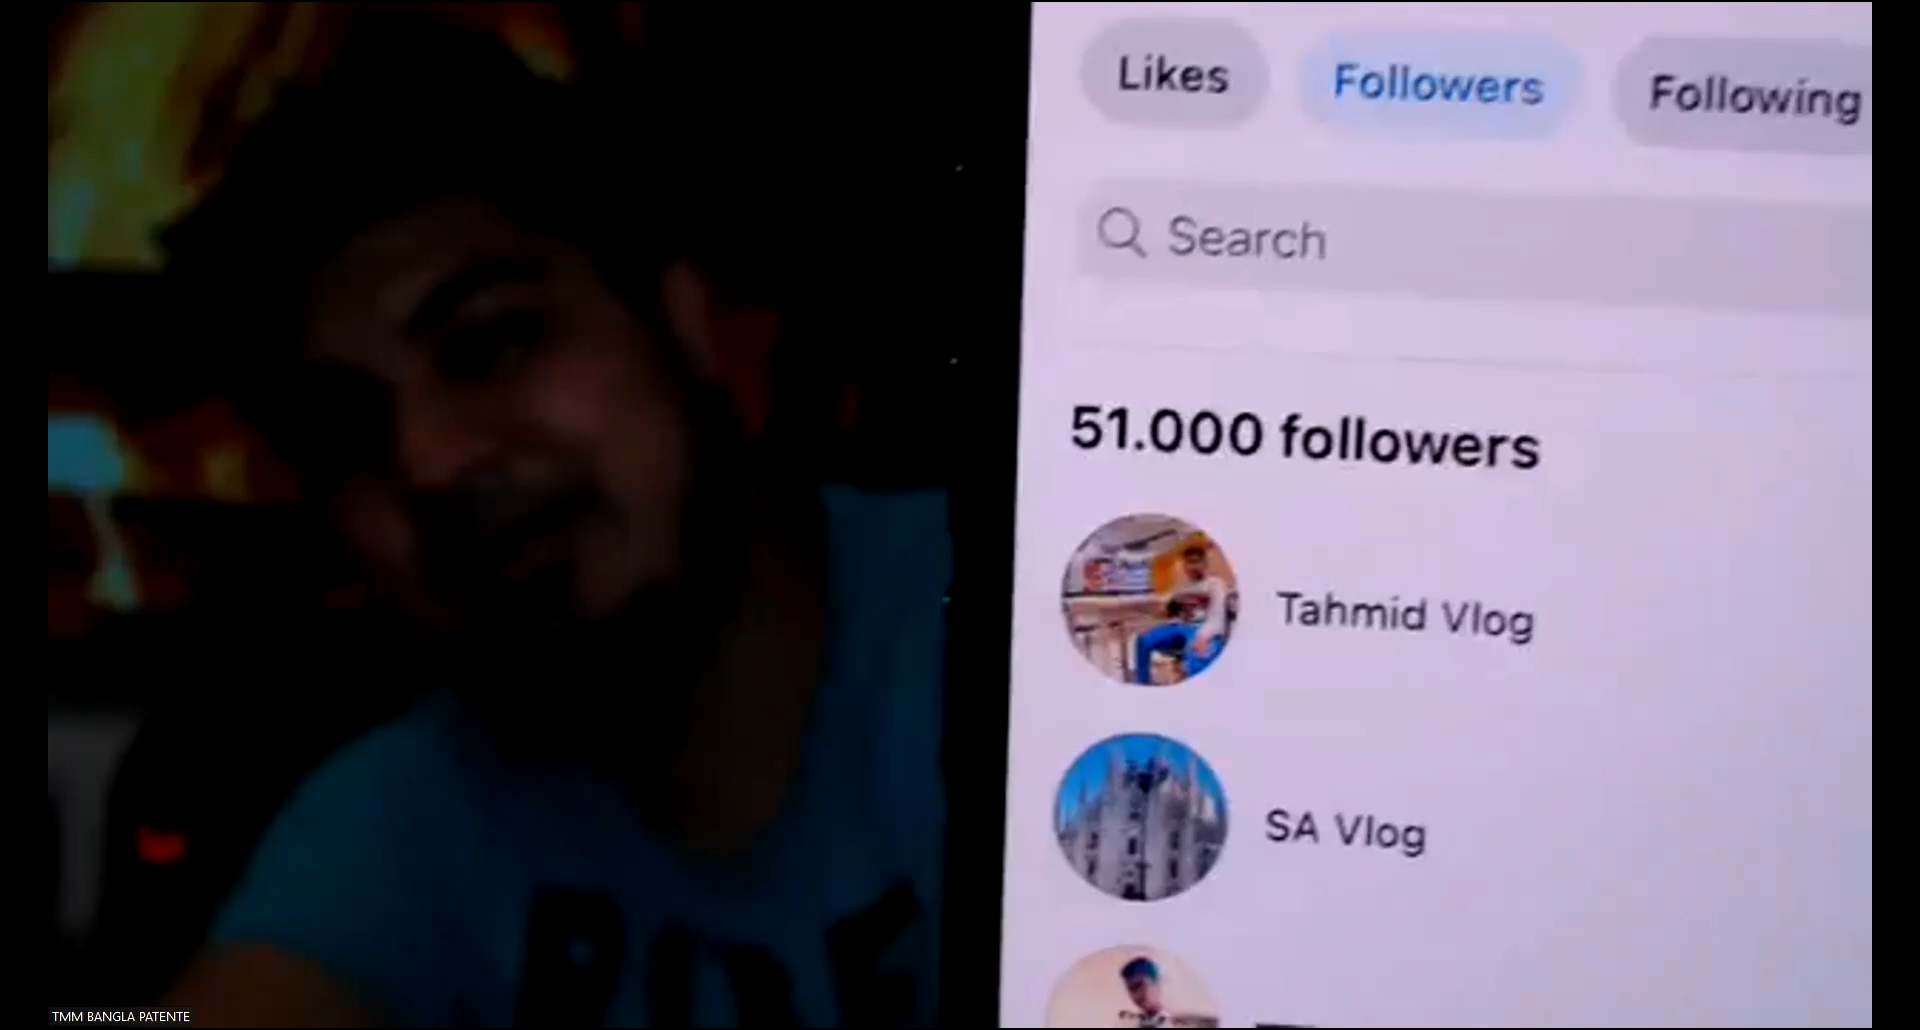 Likes Followers Following
Search
51.000 followers
Tahmid Vlog
SA Vlog
TMM BANGLA PATENTE